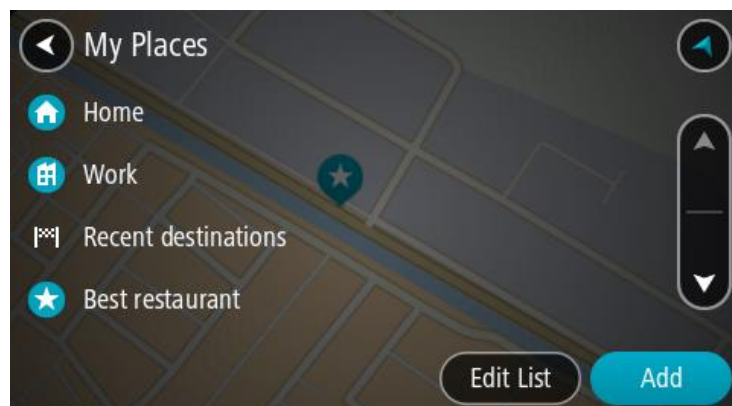 My Places
Home
Work
Recent destinations
Best restaurant
Edit List
Add